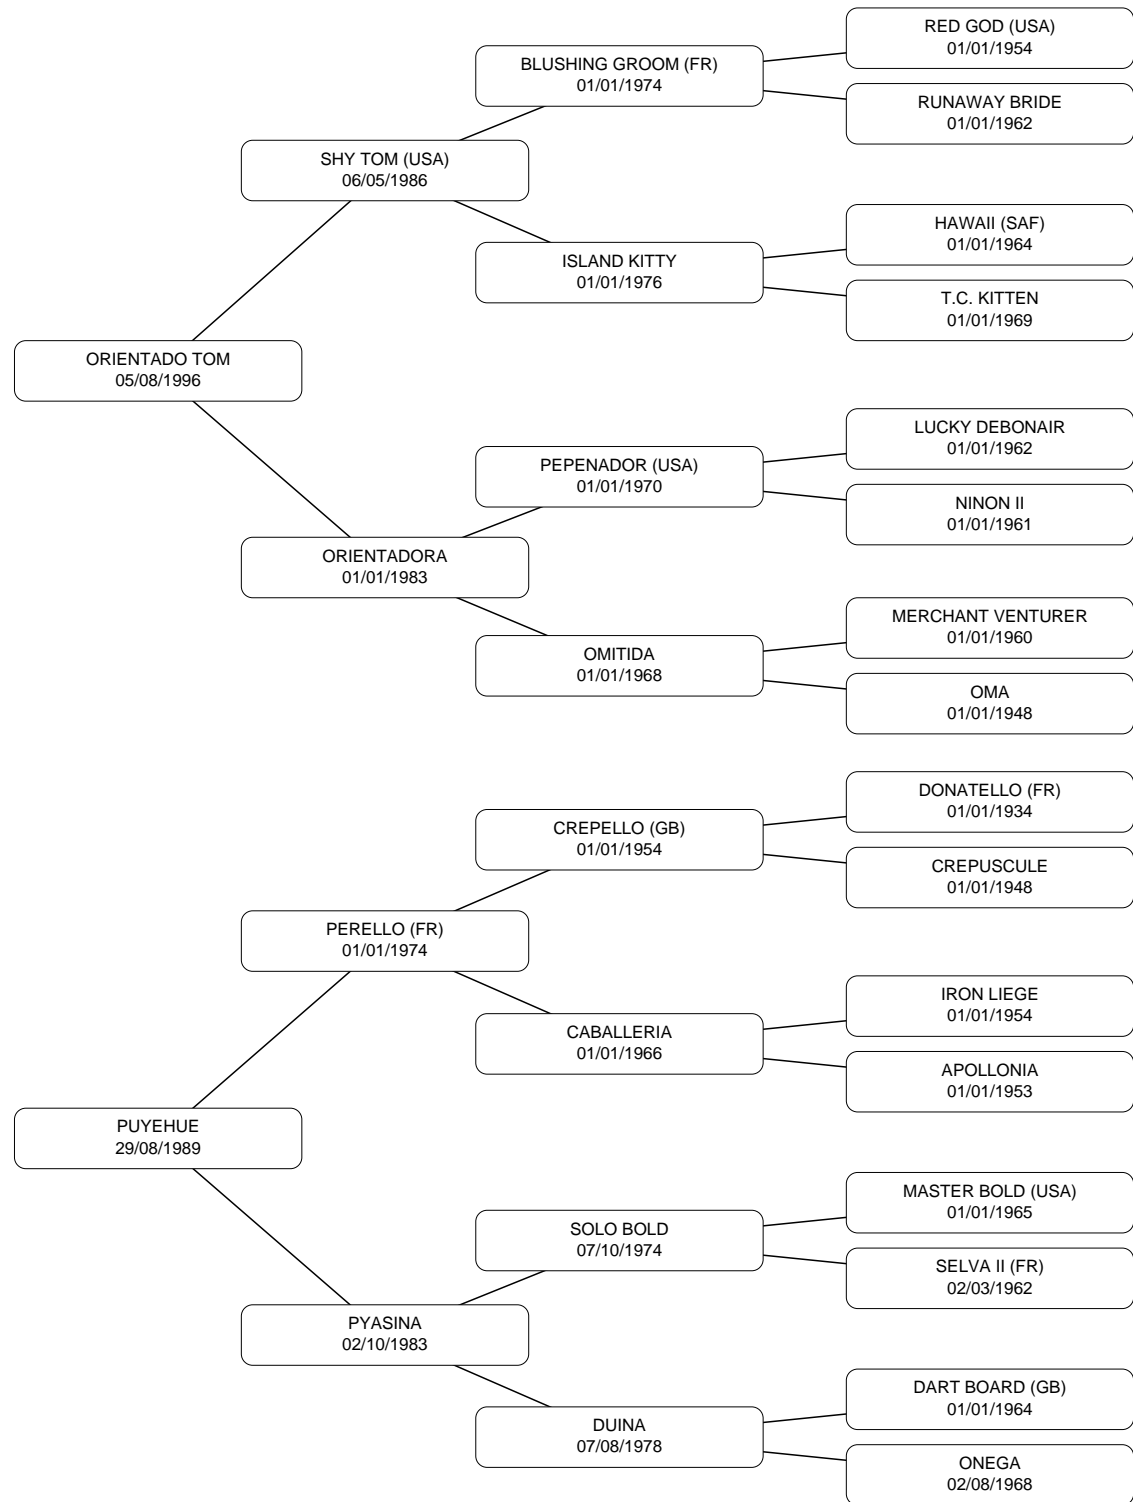 RED GOD (USA)
01/01/1954
BLUSHING GROOM (FR)
01/01/1974
RUNAWAY BRIDE
01/01/1962
SHY TOM (USA)
06/05/1986
HAWAII (SAF)
01/01/1964
ISLAND KITTY
01/01/1976
T.C. KITTEN
01/01/1969
ORIENTADO TOM
05/08/1996
LUCKY DEBONAIR
01/01/1962
PEPENADOR (USA)
01/01/1970
NINON II
01/01/1961
ORIENTADORA
01/01/1983
MERCHANT VENTURER
01/01/1960
OMITIDA
01/01/1968
OMA
01/01/1948
DONATELLO (FR)
01/01/1934
CREPELLO (GB)
01/01/1954
CREPUSCULE
01/01/1948
PERELLO (FR)
01/01/1974
IRON LIEGE
01/01/1954
CABALLERIA
01/01/1966
APOLLONIA
01/01/1953
PUYEHUE
29/08/1989
MASTER BOLD (USA)
01/01/1965
SOLO BOLD
07/10/1974
SELVA II (FR)
02/03/1962
PYASINA
02/10/1983
DART BOARD (GB)
01/01/1964
DUINA
07/08/1978
ONEGA
02/08/1968